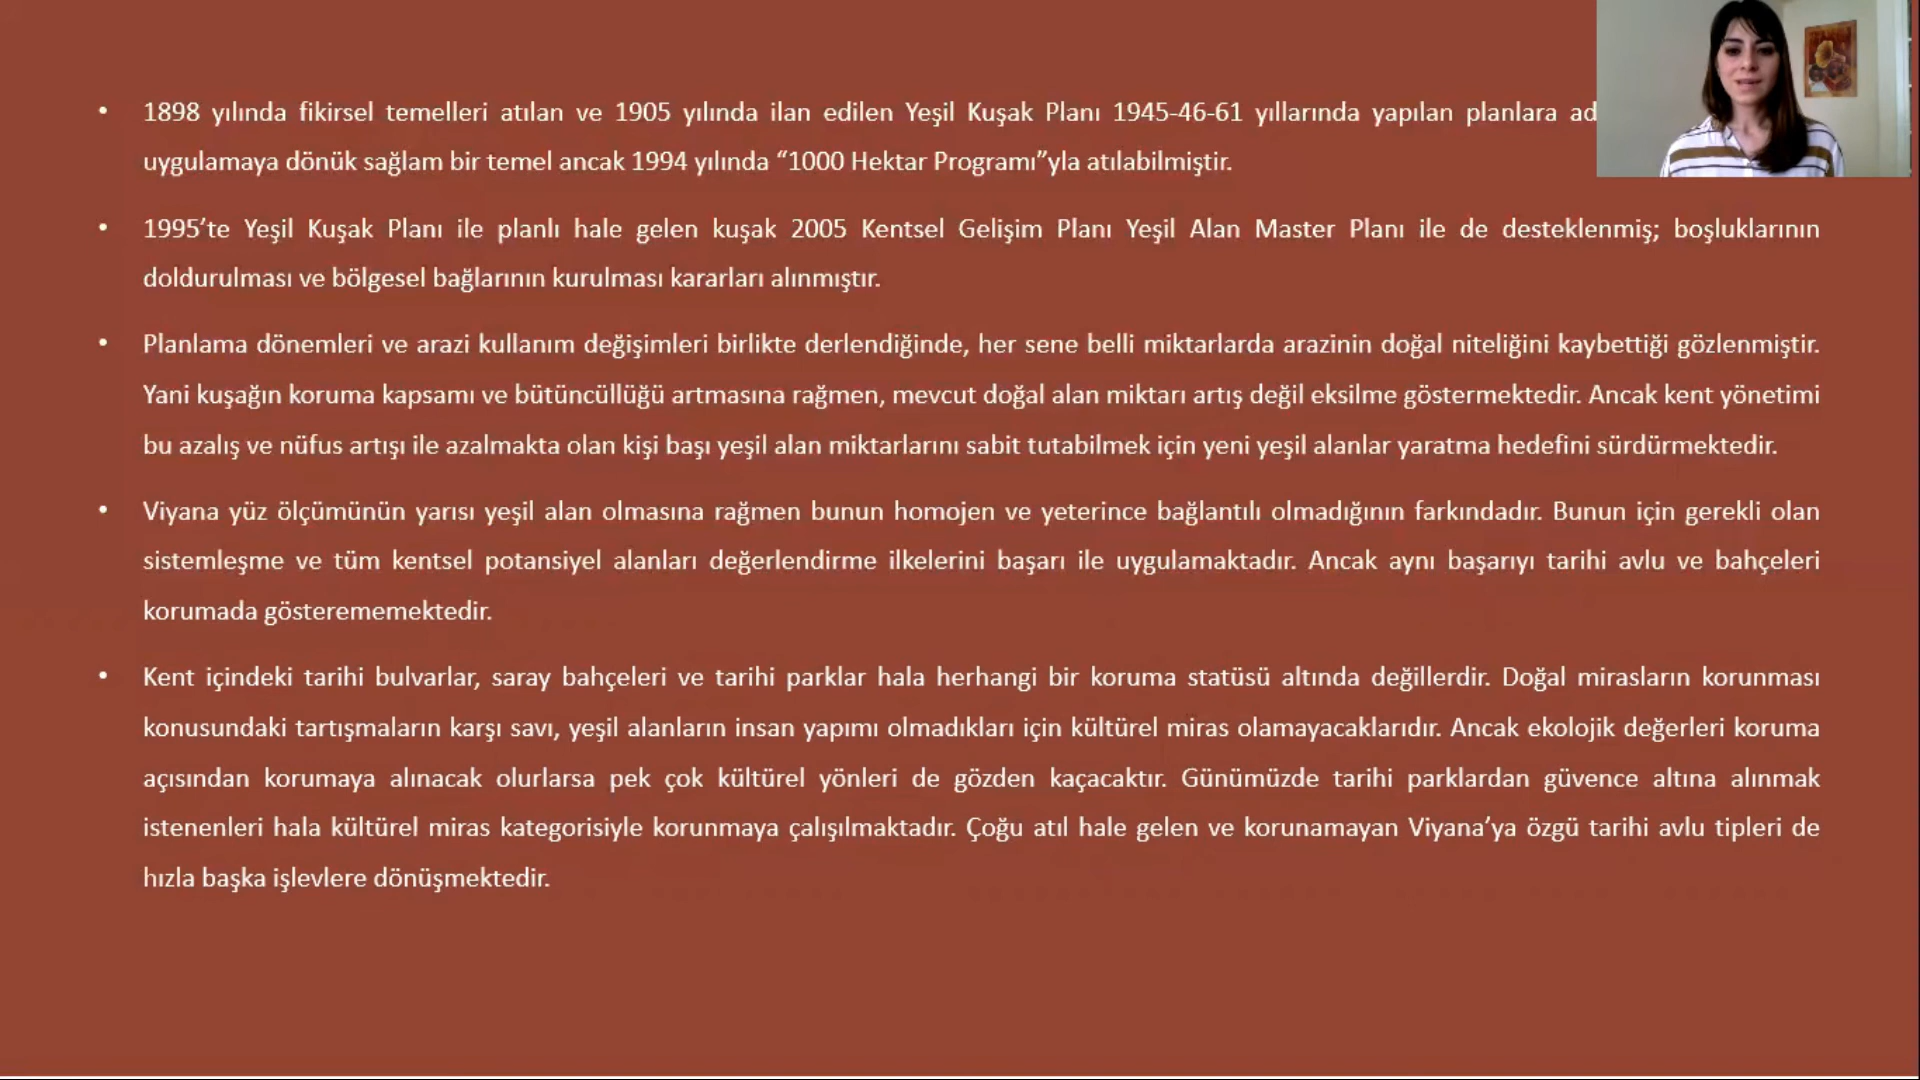 • 1898 yılında fikirsel temelleri atılan ve 1905 yılında ilan edilen Yeşil Kuşak Planı 1945-46-61 yıllarında yapılan planlara
uygulamaya dönük sağlam bir temel ancak 1994 yılında “1000 Hektar Programı”yla atılabilmiştir.
• 1995’te Yeşil Kuşak Planı ile planlı hale gelen kuşak 2005 Kentsel Gelişim Planı Yeşil Alan Master Planı ile de desteklenmiş; boşluklarının
doldurulması ve bölgesel bağlarının kurulması kararları alınmıştır.
• Planlama dönemleri ve arazi kullanım değişimleri birlikte derlendiğinde, her sene belli miktarlarda arazinin doğal niteliğini kaybettiği gözlenmiştir.
Yani kuşağın koruma kapsamı ve bütüncüllüğü artmasına rağmen, mevcut doğal alan miktarı artış değil eksilme göstermektedir. Ancak kent yönetimi
bu azalış ve nüfus artışı ile azalmakta olan kişi başı yeşil alan miktarlarını sabit tutabilmek için yeni yeşil alanlar yaratma hedefini sürdürmektedir.
• Viyana yüz ölçümünün yarısı yeşil alan olmasına rağmen bunun homojen ve yeterince bağlantılı olmadığının farkındadır. Bunun için gerekli olan
sistemleşme ve tüm kentsel potansiyel alanları değerlendirme ilkelerini başarı ile uygulamaktadır. Ancak aynı başarıyı tarihi avlu ve bahçeleri
korumada gösterememektedir.
• Kent içindeki tarihi bulvarlar, saray bahçeleri ve tarihi parklar hala herhangi bir koruma statüsü altında değillerdir. Doğal mirasların korunması
konusundaki tartışmaların karşı savı, yeşil alanların insan yapımı olmadıkları için kültürel miras olamayacaklarıdır. Ancak ekolojik değerleri koruma
açısından korumaya alınacak olurlarsa pek çok kültürel yönleri de gözden kaçacaktır. Günümüzde tarihi parklardan güvence altına alınmak
istenenleri hala kültürel miras kategorisiyle korunmaya çalışılmaktadır. Çoğu atıl hale gelen ve korunamayan Viyana’ya özgü tarihi avlu tipleri de
hızla başka işlevlere dönüşmektedir.